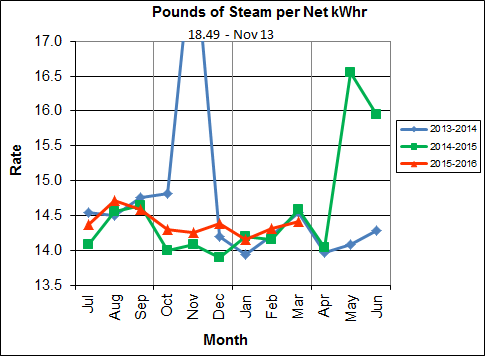 Pounds of Steam per Net kWhr
18.49 - Nov 13
17.0
16.0
15.5
15.0
14.5
14.0
13.5
Rate
Jul
Aug
Sep
Oct
Nov
Dec
Jan
Feb
Mar
Apr
May
Jun
Month
2013-2014
2014-2015
2015-2016